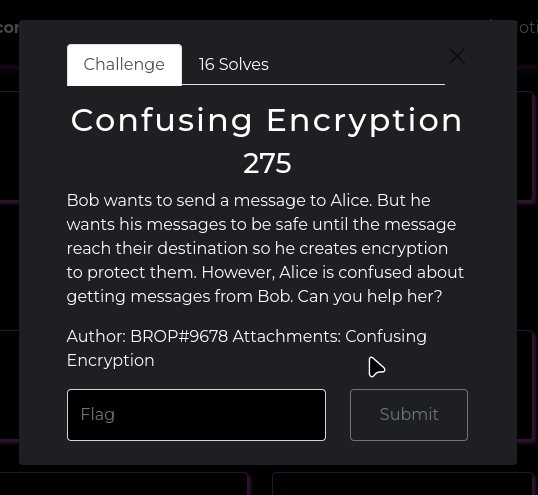 Challenge
16 Solves
Confusing Encryption
275
Bob wants to send a message to Alice. But he
wants his messages to be safe until the message
reach their destination so he creates encryption
to protect them. However, Alice is confused about
getting messages from Bob. Can you help her?
Author: BROP#9678 Attachments: Confusing
Encryption
Flag
Submit